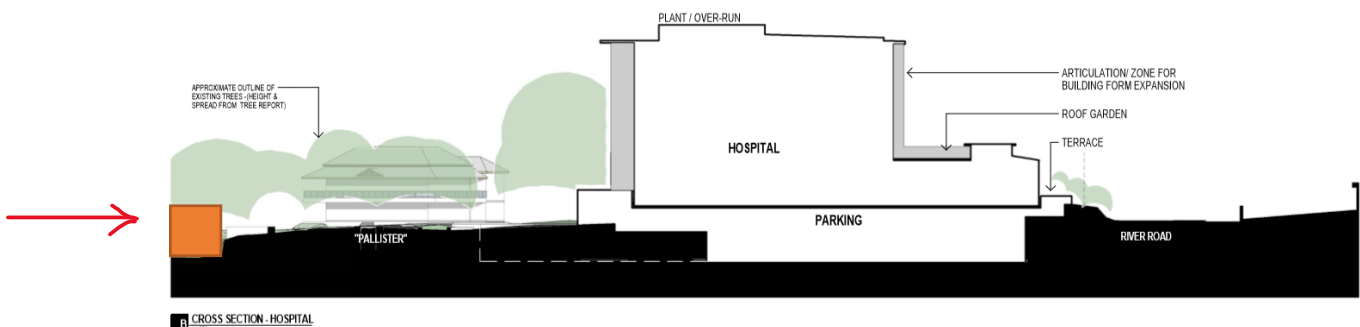 PLANT / OVER-RUN
APPROXIMATE OUTLINE OF
EXISTING TREES -(HEIGHT &
SPREAD FROM TREE REPORT)
ARTICULATION/ ZONE FOR
BUILDING FORM EXPANSION
ROOF GARDEN
TERRACE
HOSPITAL
PARKING
"PALLISTER"
RIVER ROAD
B CROSS SECTION - HOSPITAL